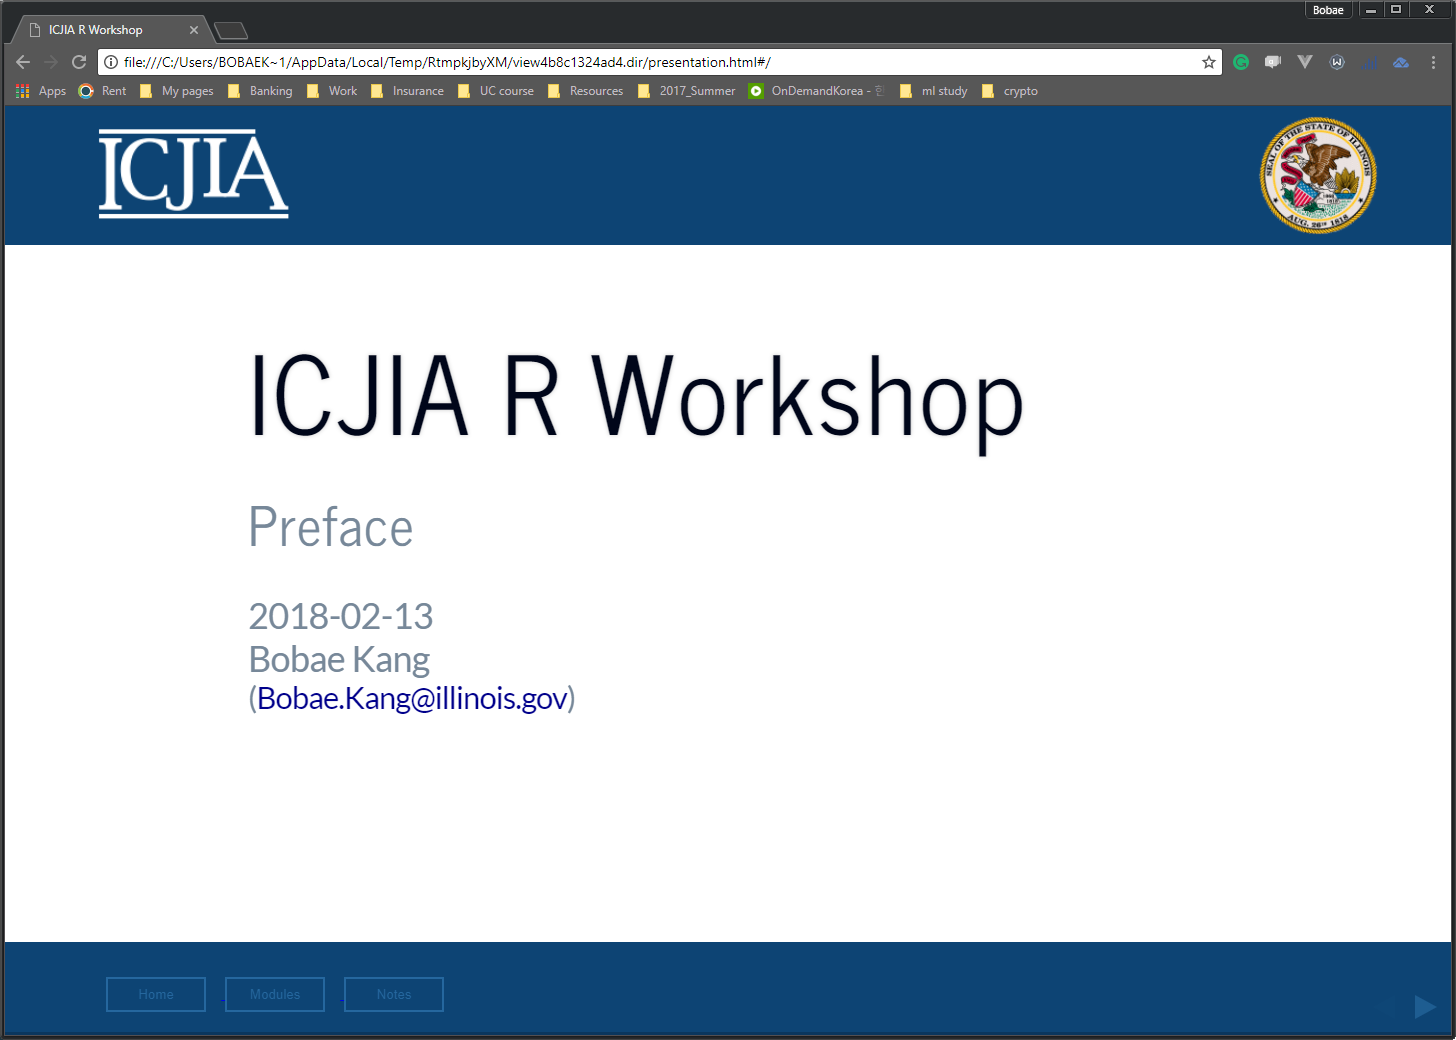 Bobae
ICJIA R Workshop
file:///C:/Users/BOBAEK~1/AppData/Local/Temp/RtmpkjbyXM/view4b8c1324ad4.dir/presentation.html#/
Apps Rent My pages Banking Work Insurance UC course Resources 2017_Summer OnDemandKorea - 한 ml study crypto
ICJIA
SEAL OF THE STATE OF ILLINOIS
AUG. 26TH 1818
ICJIA R Workshop
Preface
2018-02-13
Bobae Kang
(Bobae.Kang@illinois.gov)
Home Modules Notes